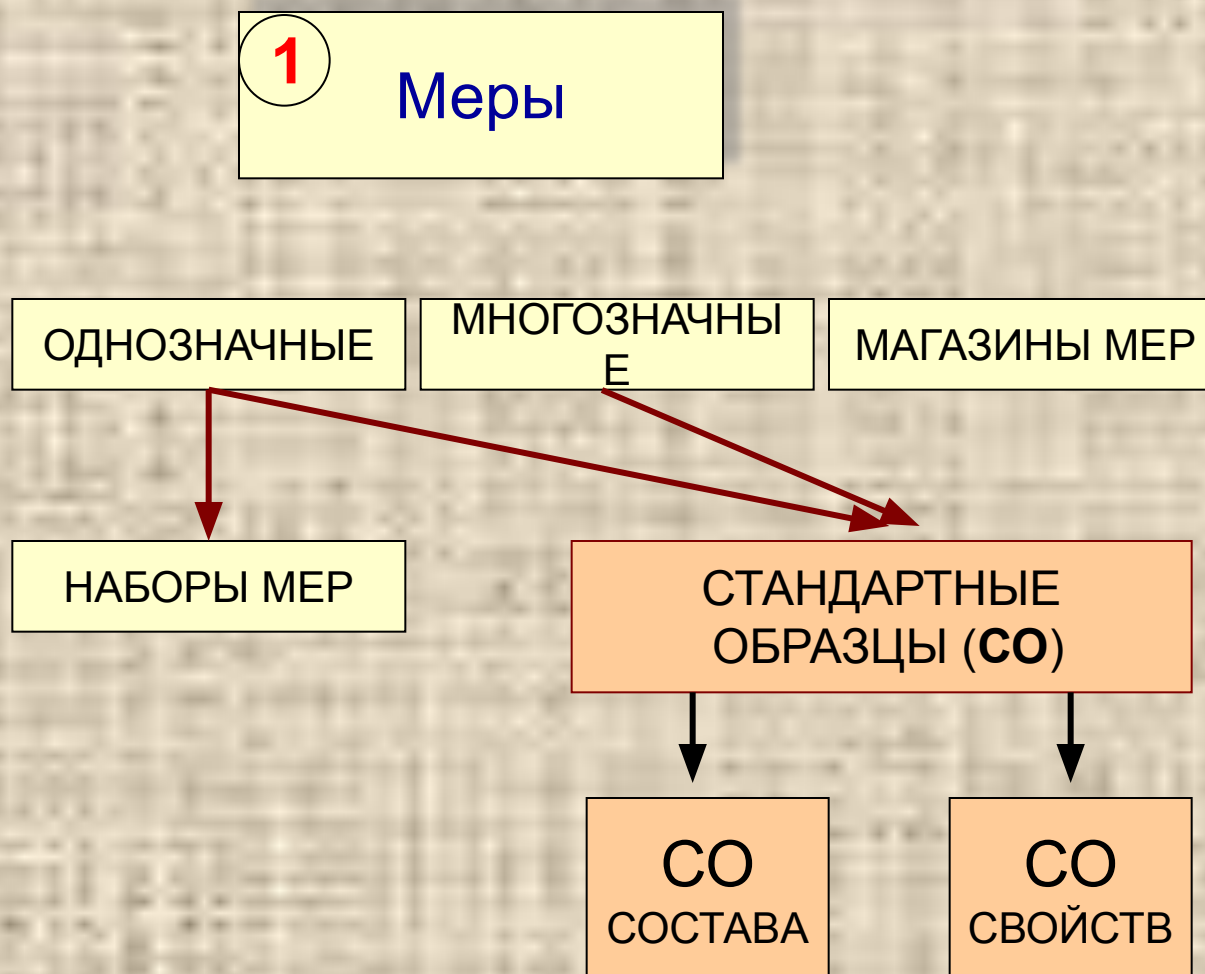 1
Меры
ОДНОЗНАЧНЫЕ
МНОГОЗНАЧНЫ
Е
МАГАЗИНЫ МЕР
НАБОРЫ МЕР
СТАНДАРТНЫЕ
ОБРАЗЦЫ (СО)
СО
СОСТАВА
СО
СВОЙСТВ